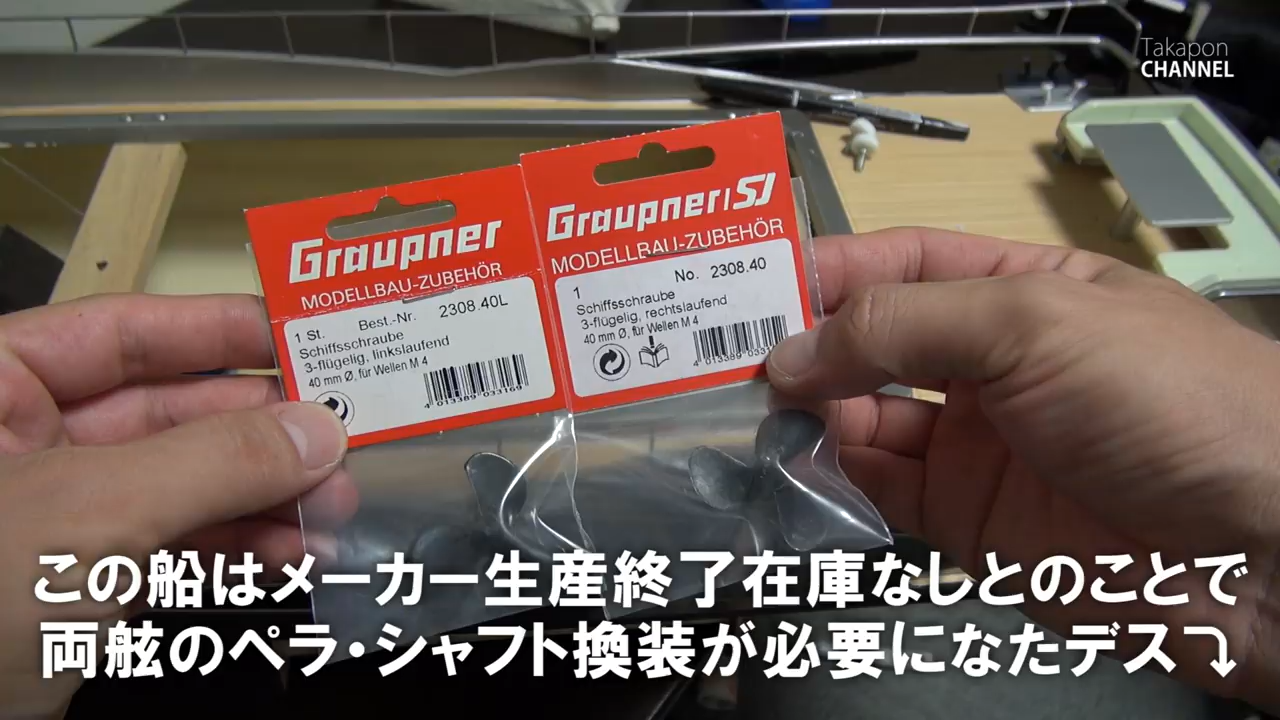 Takapon
CHANNEL
Graupner
MODELLBAU-ZUBEHÖR
1 St. Best.-Nr. 2308.40L
Schiffsschraube
3-flügelig, linkslaufend
40 mm Ø, für Wellen M 4
4 013389 033169
Graupner|SJ
MODELLBAU-ZUBEHÖR
No. 2308.40
1
Schiffsschraube
3-flügelig, rechtslaufend
40 mm Ø, für Wellen M 4
この船はメーカー生産終了在庫なしとのことで
両舷のペラ・シャフト換装が必要になたデス⤵